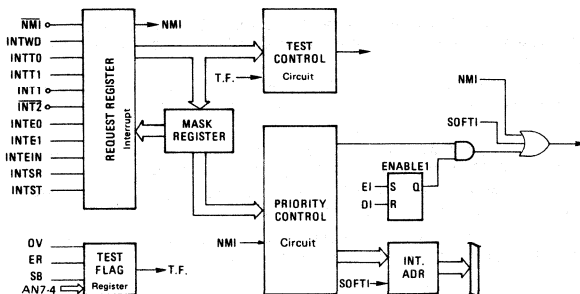 NMI
INTWD
INTT0
INTT1
INT1
INT2
INTE0
INTE1
INTEIN
INTSR
INTST
REQUEST REGISTER
Interrupt
NMI
TEST
CONTROL
Circuit
T.F.
MASK
REGISTER
PRIORITY
CONTROL
Circuit
NMI
ENABLE1
EI
S
Q
DI
R
NMI
SOFTI
INT.
ADR
SOFTI
OV
ER
SB
AN7-4
TEST
FLAG
Register
T.F.